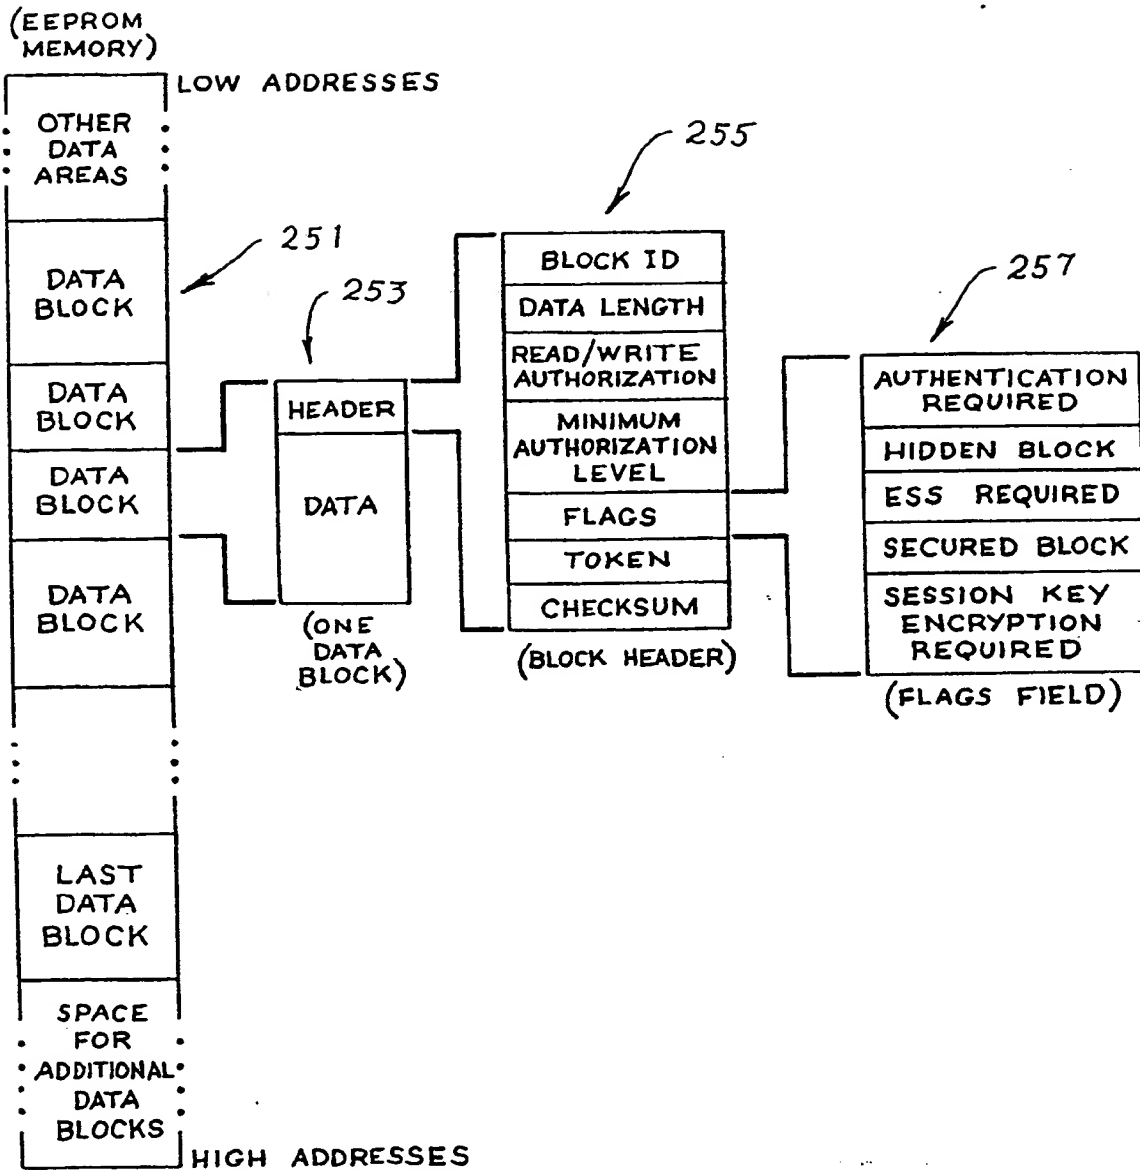 (EEPROM
MEMORY)
LOW ADDRESSES
OTHER
DATA
AREAS
251
DATA
BLOCK
DATA
BLOCK
DATA
BLOCK
DATA
BLOCK
LAST
DATA
BLOCK
SPACE
FOR
ADDITIONAL
DATA
BLOCKS
HIGH ADDRESSES
253
HEADER
DATA
(ONE
DATA
BLOCK)
255
BLOCK ID
DATA LENGTH
READ/WRITE
AUTHORIZATION
MINIMUM
AUTHORIZATION
LEVEL
FLAGS
TOKEN
CHECKSUM
(BLOCK HEADER)
257
AUTHENTICATION
REQUIRED
HIDDEN BLOCK
ESS REQUIRED
SECURED BLOCK
SESSION KEY
ENCRYPTION
REQUIRED
(FLAGS FIELD)